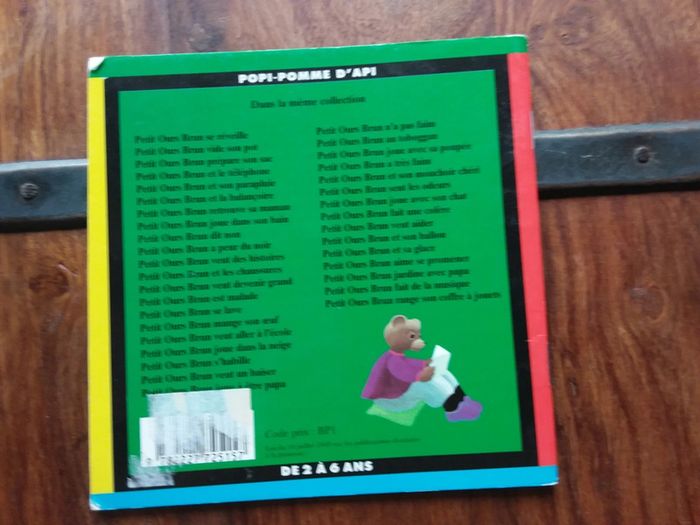 POPI-POMME D'API
Dans la même collection
Petit Ours Brun se réveille
Petit Ours Brun vide son pot
Petit Ours Brun prépare son sac
Petit Ours Brun et le téléphone
Petit Ours Brun et son parapluie
Petit Ours Brun et la balançoire
Petit Ours Brun retrouve sa maman
Petit Ours Brun joue dans son bain
Petit Ours Brun dit non
Petit Ours Brun a peur du noir
Petit Ours Brun veut des histoires
Petit Ours Brun et les chaussures
Petit Ours Brun veut devenir grand
Petit Ours Brun est malade
Petit Ours Brun se lave
Petit Ours Brun mange son œuf
Petit Ours Brun veut aller à l'école
Petit Ours Brun joue dans la neige
Petit Ours Brun s'habille
Petit Ours Brun veut un baiser
Petit Ours Brun joue à être papa
Petit Ours Brun n'a pas faim
Petit Ours Brun au toboggan
Petit Ours Brun joue avec sa poupée
Petit Ours Brun a très faim
Petit Ours Brun et son mouchoir chéri
Petit Ours Brun sent les odeurs
Petit Ours Brun joue avec son chat
Petit Ours Brun fait une colère
Petit Ours Brun veut aider
Petit Ours Brun et son ballon
Petit Ours Brun et sa glace
Petit Ours Brun aime se promener
Petit Ours Brun jardine avec papa
Petit Ours Brun fait de la musique
Petit Ours Brun range son coffre à jouets
Code prix : BP1
DE 2 À 6 ANS